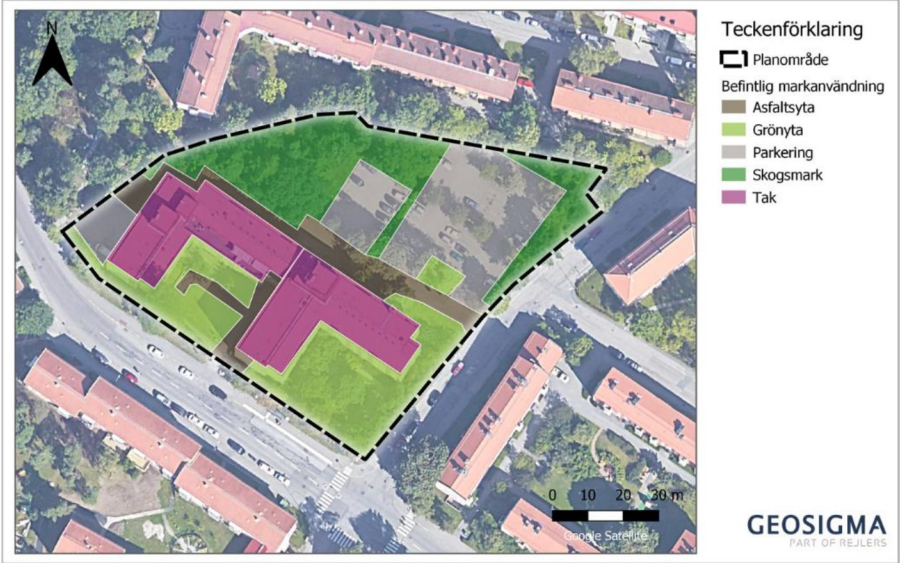 N
Teckenförklaring
Planområde
Befintlig markanvändning
Asfaltsyta
Grönyta
Parkering
Skogsmark
Tak
0 10 20 30 m
Google Satellite
GEOSIGMA
PART OF REJLERS